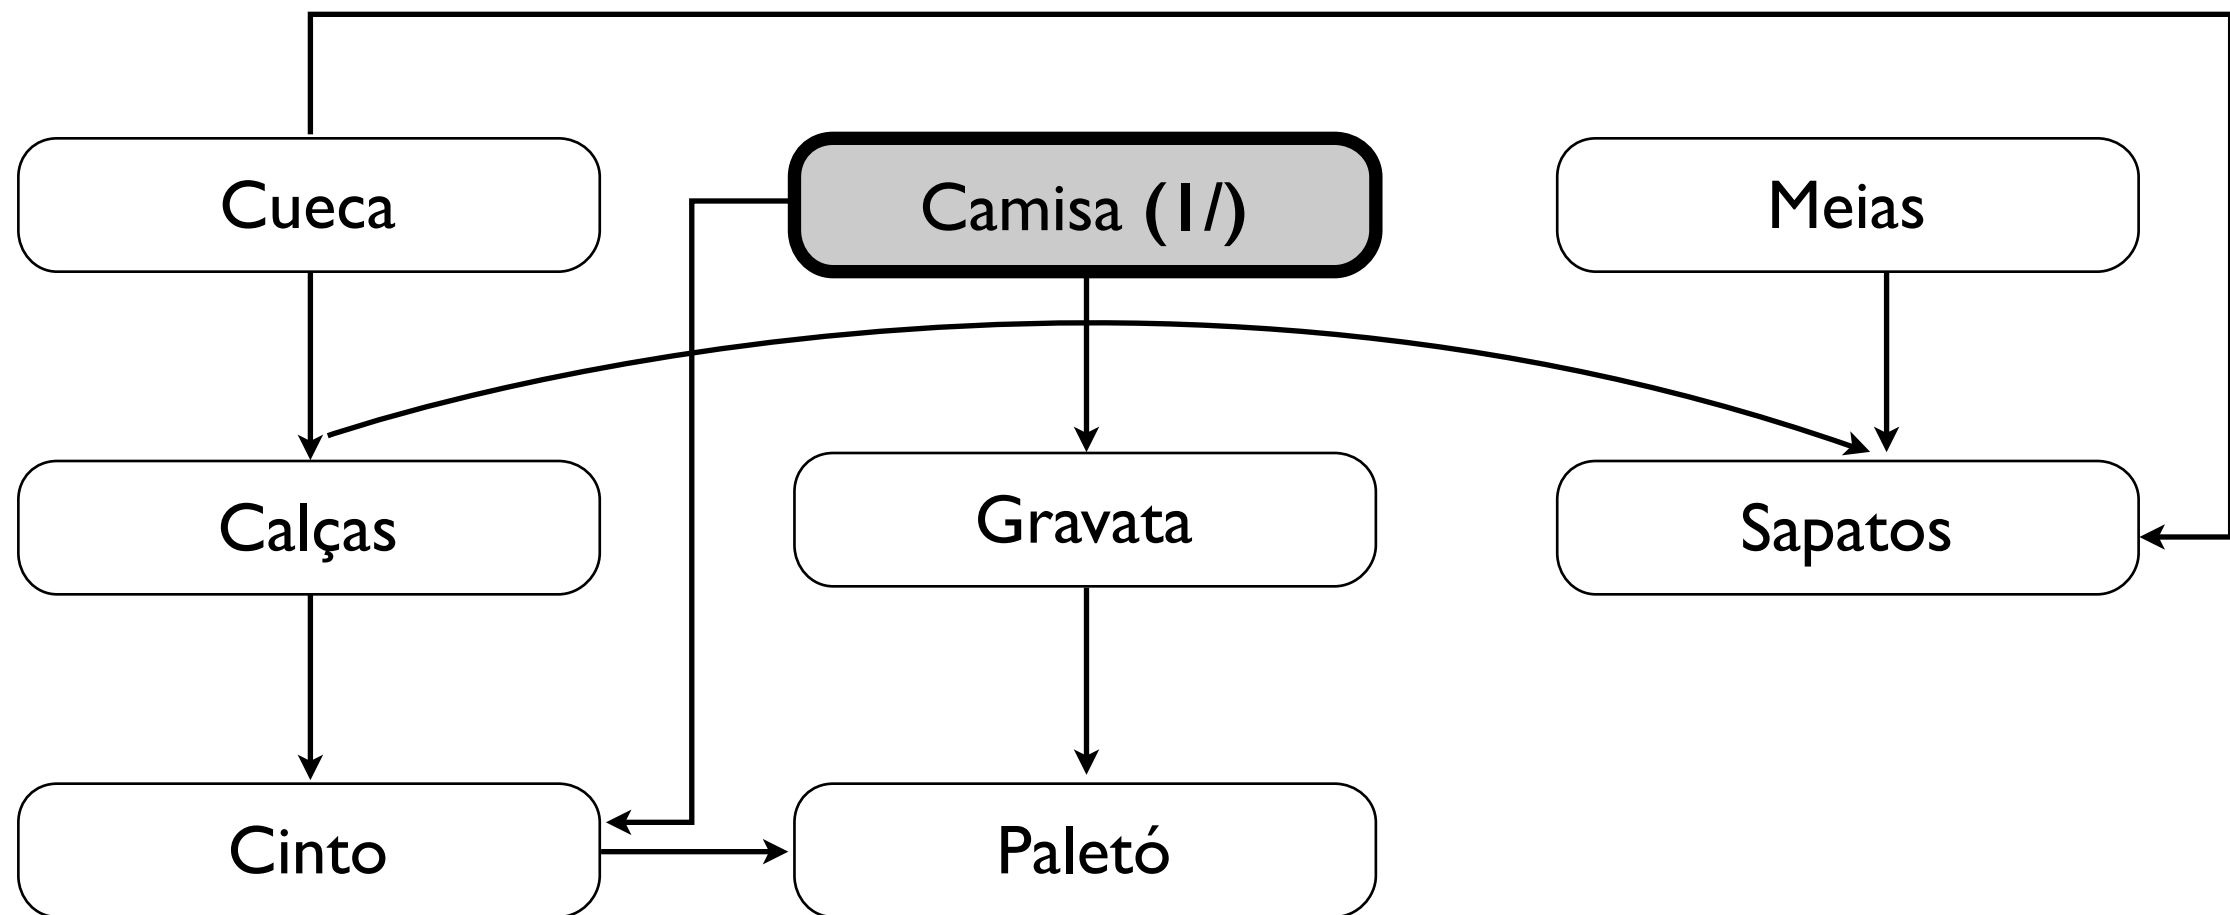 Cueca
Camisa (1/)
Meias
Calças
Gravata
Sapatos
Cinto
Paletó